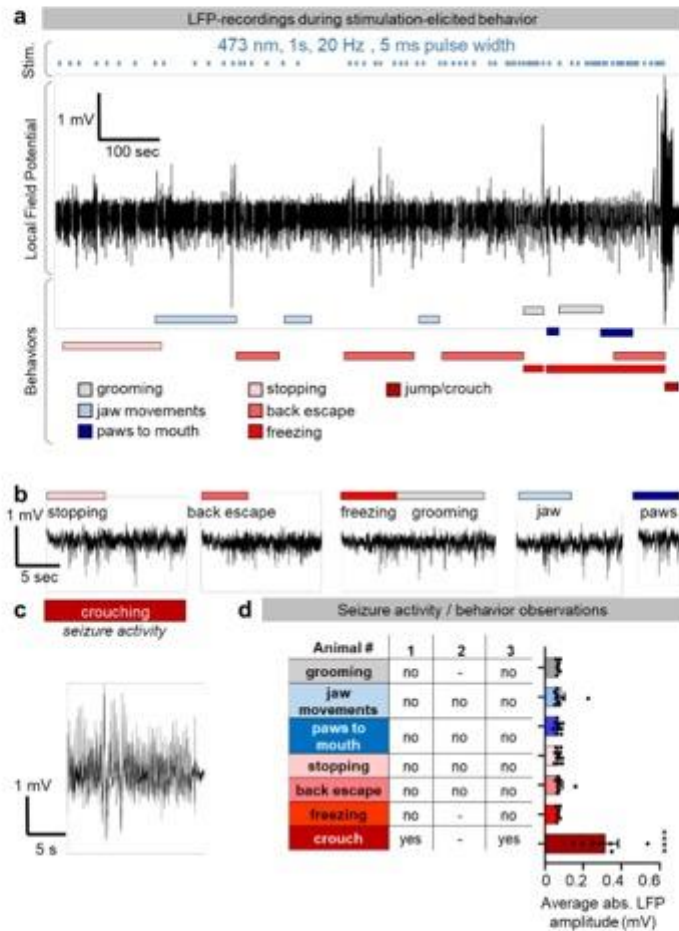 a
LFP-recordings during stimulation-elicited behavior
Stim.
473 nm, 1s, 20 Hz , 5 ms pulse width
Local Field Potential
1 mV
100 sec
Behaviors
grooming
stopping
jump/crouch
jaw movements
back escape
paws to mouth
freezing
b
stopping
back escape
freezing
grooming
jaw
paws
1 mV
5 sec
c
crouching
seizure activity
1 mV
5 s
d
Seizure activity / behavior observations
Animal # 1 2 3
grooming no - no
jaw movements no no no
paws to mouth no no no
stopping no no no
back escape no no no
freezing no - no
crouch yes - yes
0 0.2 0.4 0.6
Average abs. LFP
amplitude (mV)